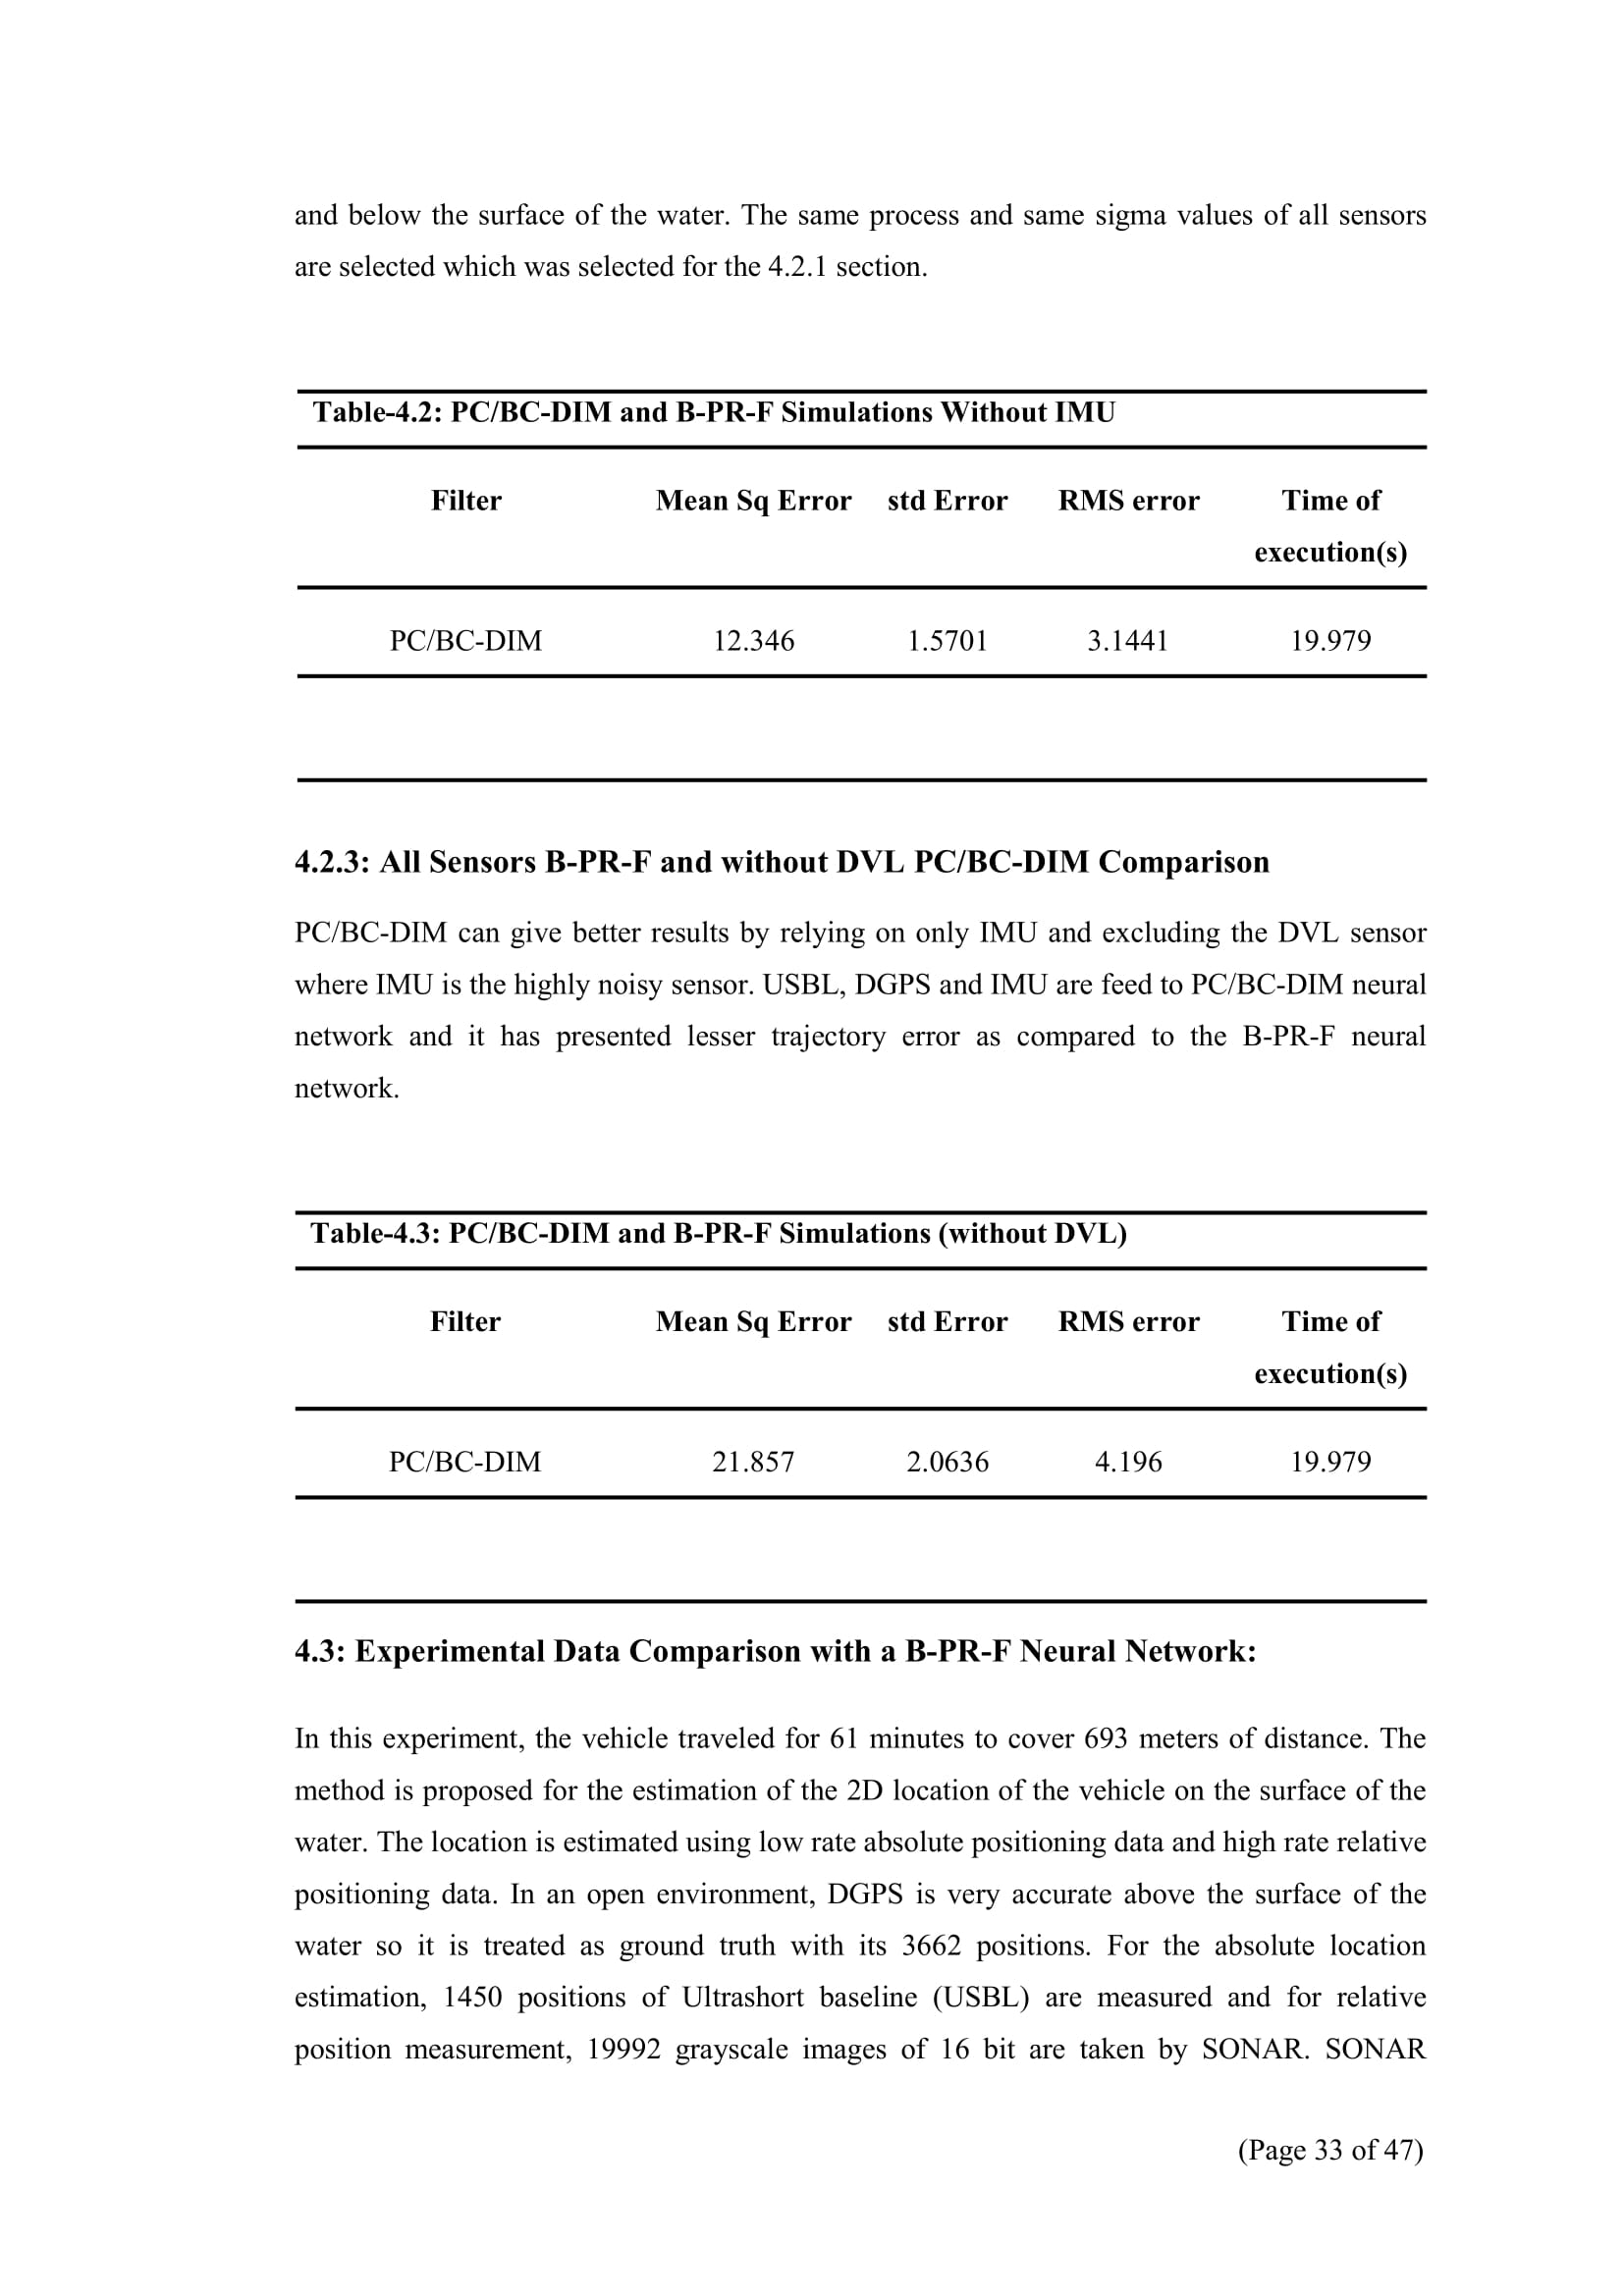 and below the surface of the water. The same process and same sigma values of all sensors
are selected which was selected for the 4.2.1 section.
Table-4.2: PC/BC-DIM and B-PR-F Simulations Without IMU
Filter Mean Sq Error std Error RMS error Time of
execution(s)
PC/BC-DIM 12.346 1.5701 3.1441 19.979
4.2.3: All Sensors B-PR-F and without DVL PC/BC-DIM Comparison
PC/BC-DIM can give better results by relying on only IMU and excluding the DVL sensor
where IMU is the highly noisy sensor. USBL, DGPS and IMU are feed to PC/BC-DIM neural
network and it has presented lesser trajectory error as compared to the B-PR-F neural
network.
Table-4.3: PC/BC-DIM and B-PR-F Simulations (without DVL)
Filter Mean Sq Error std Error RMS error Time of
execution(s)
PC/BC-DIM 21.857 2.0636 4.196 19.979
4.3: Experimental Data Comparison with a B-PR-F Neural Network:
In this experiment, the vehicle traveled for 61 minutes to cover 693 meters of distance. The
method is proposed for the estimation of the 2D location of the vehicle on the surface of the
water. The location is estimated using low rate absolute positioning data and high rate relative
positioning data. In an open environment, DGPS is very accurate above the surface of the
water so it is treated as ground truth with its 3662 positions. For the absolute location
estimation, 1450 positions of Ultrashort baseline (USBL) are measured and for relative
position measurement, 19992 grayscale images of 16 bit are taken by SONAR. SONAR
(Page 33 of 47)